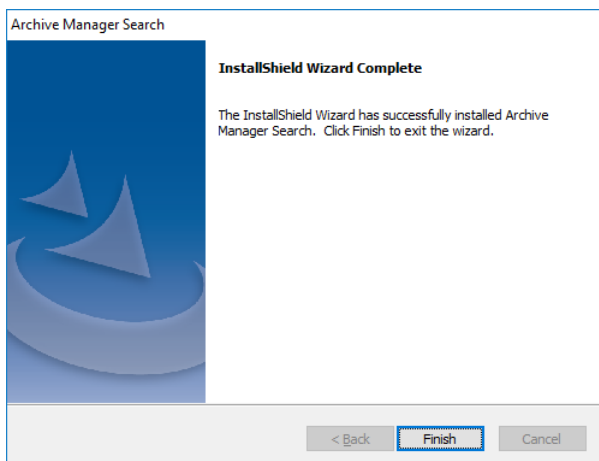 Archive Manager Search
InstallShield Wizard Complete
The InstallShield Wizard has successfully installed Archive
Manager Search.  Click Finish to exit the wizard.
< Back
Finish
Cancel